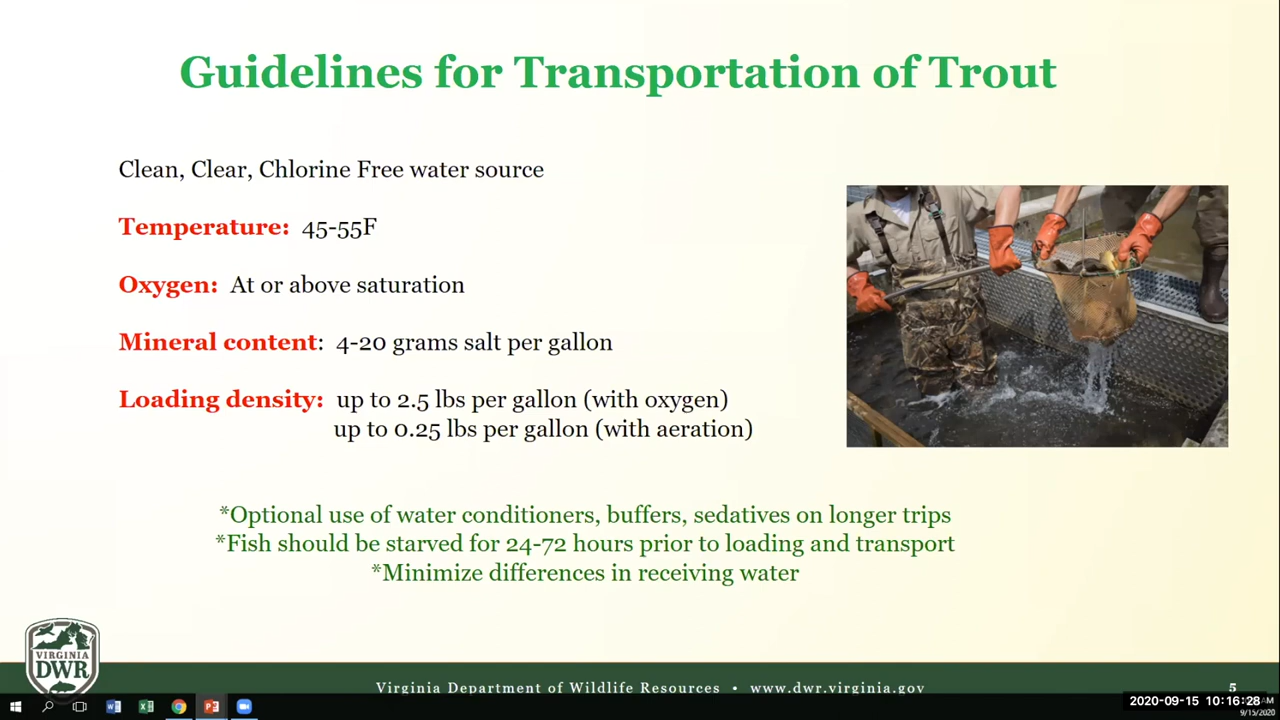 Guidelines for Transportation of Trout
Clean, Clear, Chlorine Free water source
Temperature: 45-55F
Oxygen: At or above saturation
Mineral content: 4-20 grams salt per gallon
Loading density: up to 2.5 lbs per gallon (with oxygen)
up to 0.25 lbs per gallon (with aeration)
*Optional use of water conditioners, buffers, sedatives on longer trips
*Fish should be starved for 24-72 hours prior to loading and transport
*Minimize differences in receiving water
VIRGINIA
DWR
Virginia Department of Wildlife Resources • www.dwr.virginia.gov
5
2020-09-15 10:16:28 AM
9/15/2020